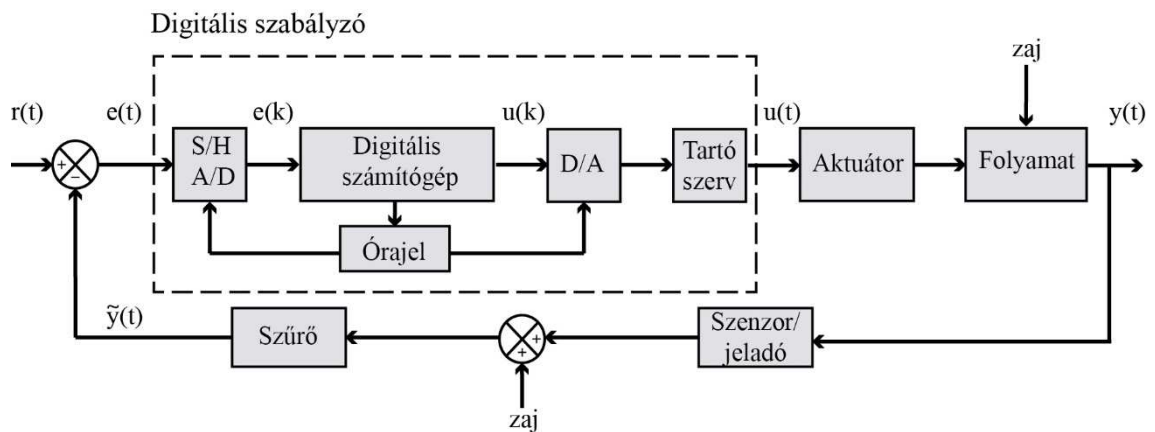 Digitális szabályzó
zaj
r(t)
e(t)
e(k)
u(k)
u(t)
y(t)
+
−
S/H
A/D
Digitális
számítógép
D/A
Tartó
szerv
Aktuátor
Folyamat
Órajel
ỹ(t)
Szűrő
+
+
Szenzor/
jeladó
zaj